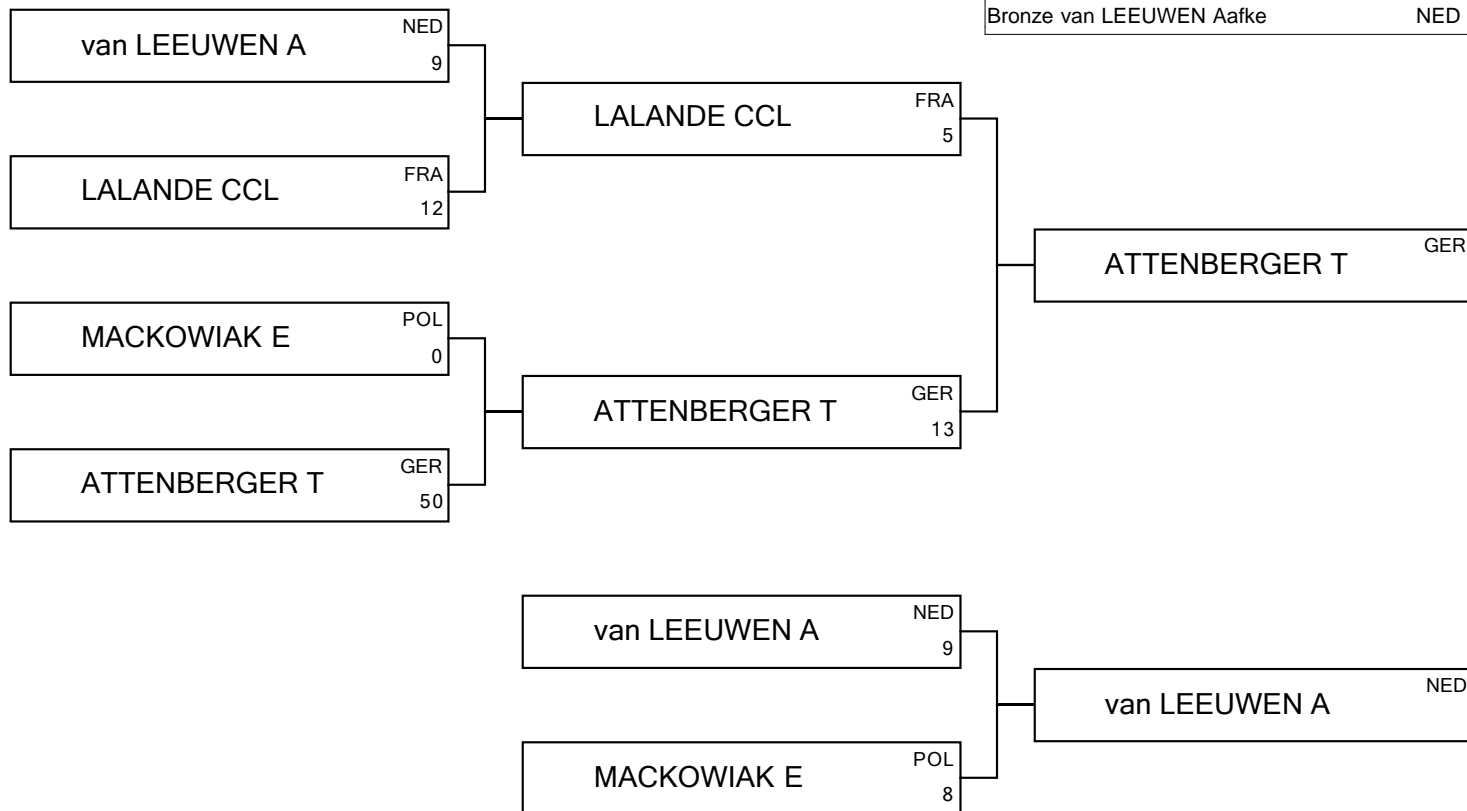 Bronze van LEEUWEN Aafke NED
van LEEUWEN A NED
9
LALANDE CCL FRA
12
MACKOWIAK E POL
0
ATTENBERGER T GER
50
LALANDE CCL FRA
5
ATTENBERGER T GER
13
ATTENBERGER T GER
van LEEUWEN A NED
9
MACKOWIAK E POL
8
van LEEUWEN A NED